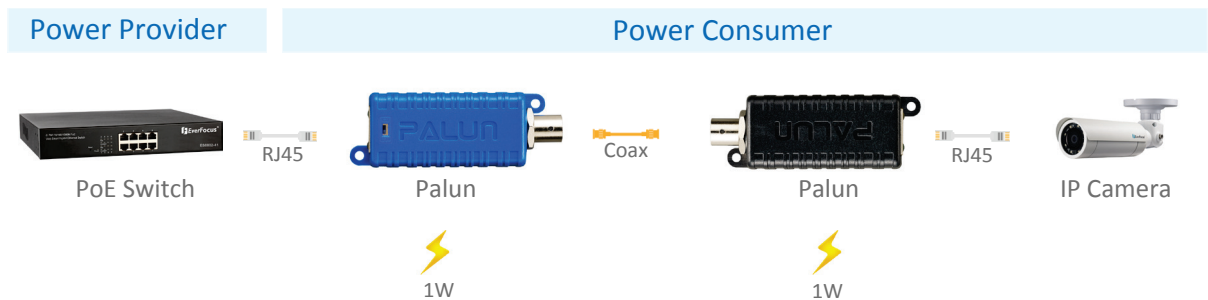 Power Provider
Power Consumer
EverFocus
PALUN
PALUN
RJ45
Coax
RJ45
PoE Switch
Palun
Palun
IP Camera
1W
1W